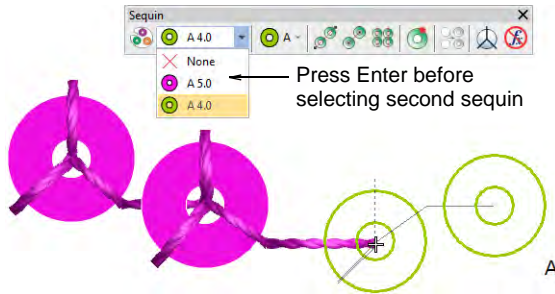 Sequin
A 4.0
A
None
A 5.0
A 4.0
Press Enter before
selecting second sequin
A